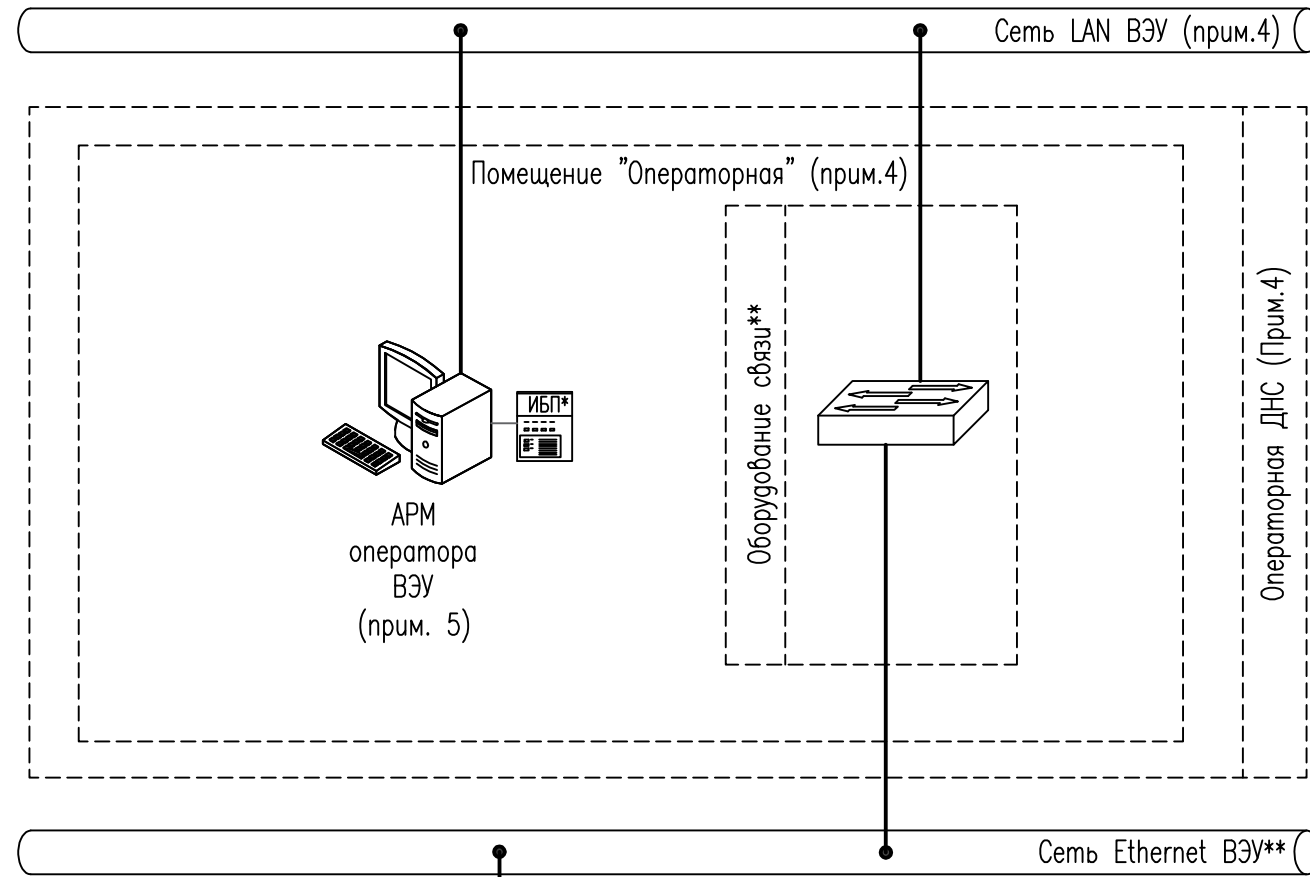 Сеть LAN ВЭУ (прим.4)
Помещение "Операторная" (прим.4)
Оборудование связи**
Операторная ДНС (Прим.4)
ИБП*
АРМ
оператора
ВЭУ
(прим. 5)
Сеть Ethernet ВЭУ**